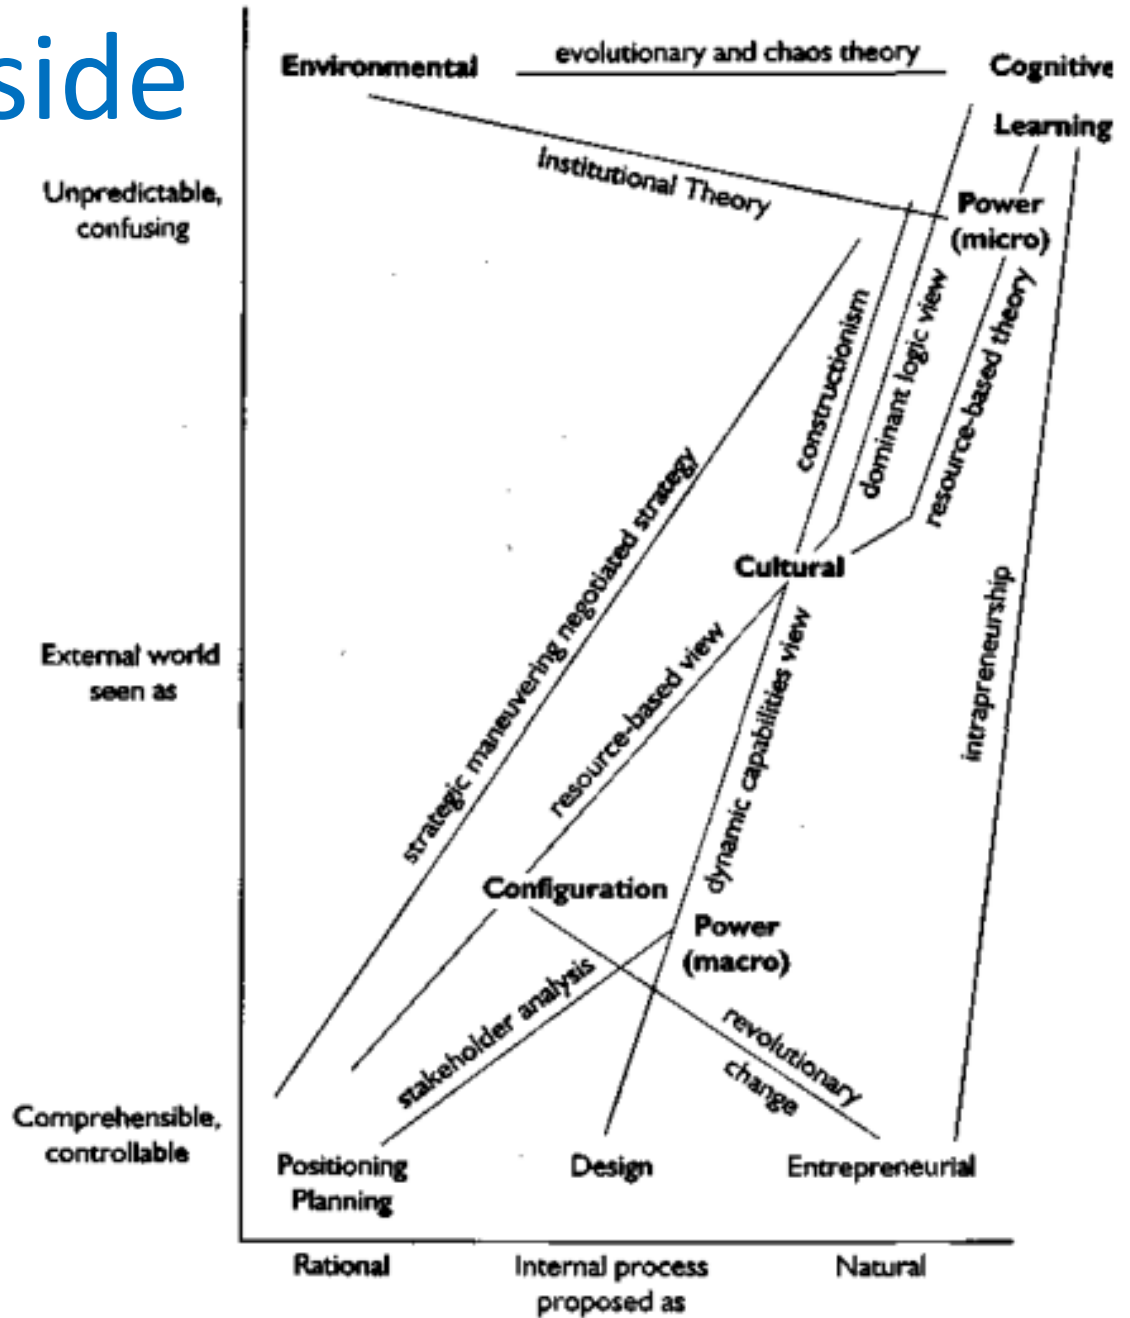 side
Environmental
evolutionary and chaos theory
Cognitive
Learning
Institutional Theory
Unpredictable,
confusing
Power
(micro)
constructionism
dominant logic view
resource-based theory
strategic maneuvering negotiated strategy
Cultural
External world
seen as
resource-based view
dynamic capabilities view
intrapreneurship
Configuration
Power
(macro)
stakeholder analysis
revolutionary
change
Comprehensible,
controllable
Positioning
Planning
Design
Entrepreneurial
Rational
Internal process
proposed as
Natural